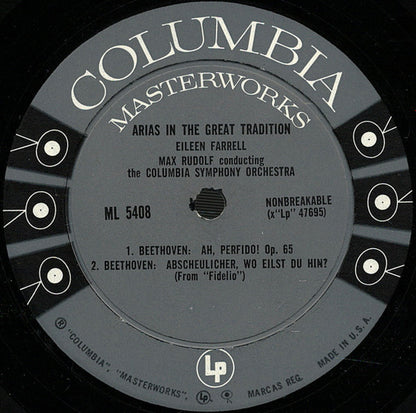 COLUMBIA
MASTERWORKS
ARIAS IN THE GREAT TRADITION
EILEEN FARRELL
MAX RUDOLF conducting
the COLUMBIA SYMPHONY ORCHESTRA
ML 5408
NONBREAKABLE
(x"Lp" 47695)
1. BEETHOVEN: AH, PERFIDO! Op. 65
2. BEETHOVEN: ABSCHEULICHER, WO EILST DU HIN?
(From "Fidelio")
® "COLUMBIA", "MASTERWORKS", Lp MARCAS REG. MADE IN U.S.A.